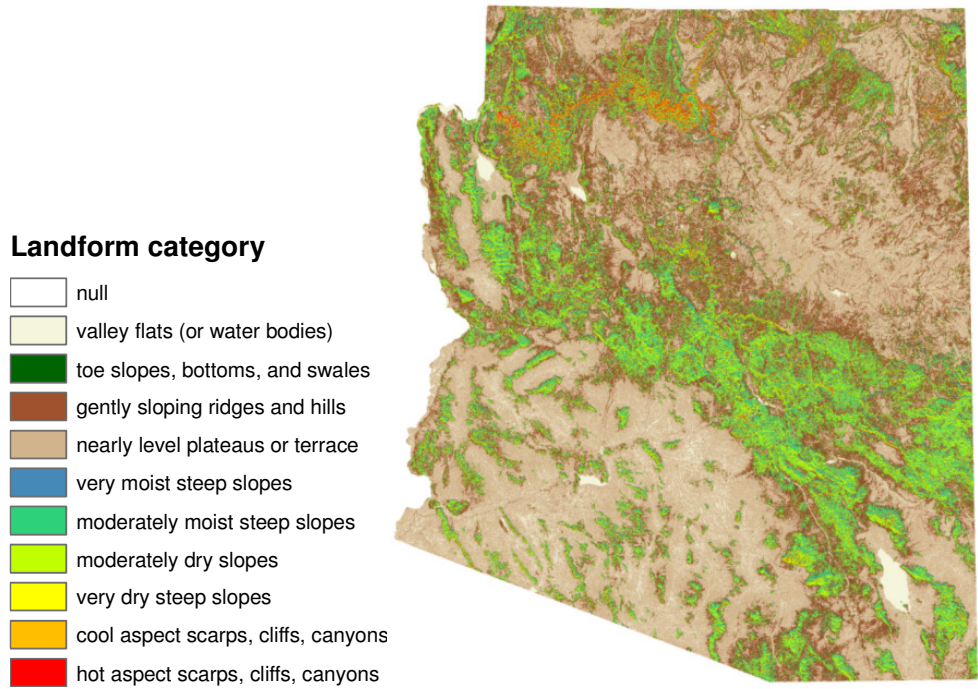 Landform category
null
valley flats (or water bodies)
toe slopes, bottoms, and swales
gently sloping ridges and hills
nearly level plateaus or terrace
very moist steep slopes
moderately moist steep slopes
moderately dry slopes
very dry steep slopes
cool aspect scarps, cliffs, canyons
hot aspect scarps, cliffs, canyons